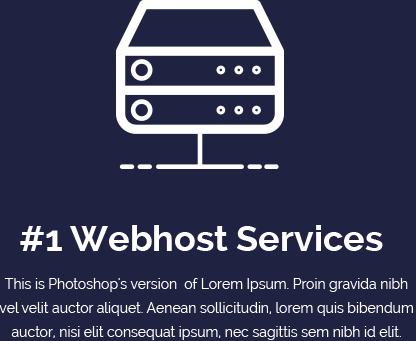 #1 Webhost Services
This is Photoshop's version  of Lorem Ipsum. Proin gravida nibh
vel velit auctor aliquet. Aenean sollicitudin, lorem quis bibendum
auctor, nisi elit consequat ipsum, nec sagittis sem nibh id elit.